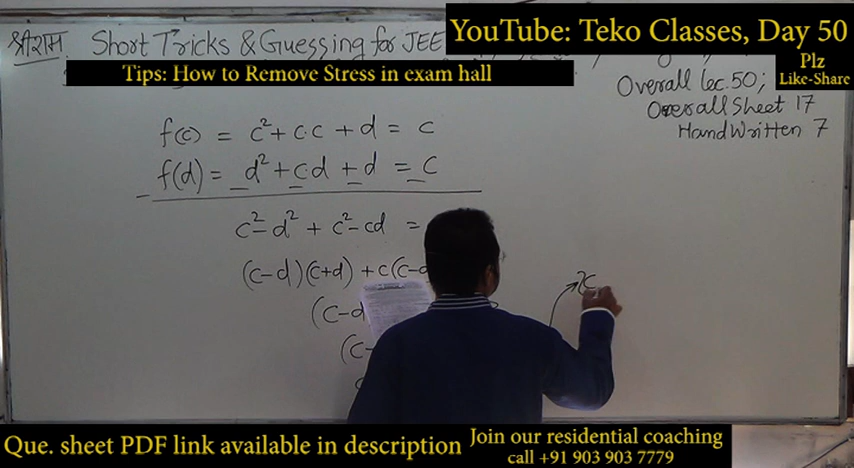 YouTube: Teko Classes, Day 50
श्रीराम Short Tricks & Guessing for JEE
Plz
Like-Share
Tips: How to Remove Stress in exam hall
Overall Lec. 50;
Overall Sheet 17
HandWritten 7
f(c) = c²+ c·c + d = c
f(d) = d²+ cd + d = c
c²- d² + c²- cd =
(c-d)(c+d) + c(c-d
(c-d
(c-
2c
Que. sheet PDF link available in description
Join our residential coaching
call +91 903 903 7779